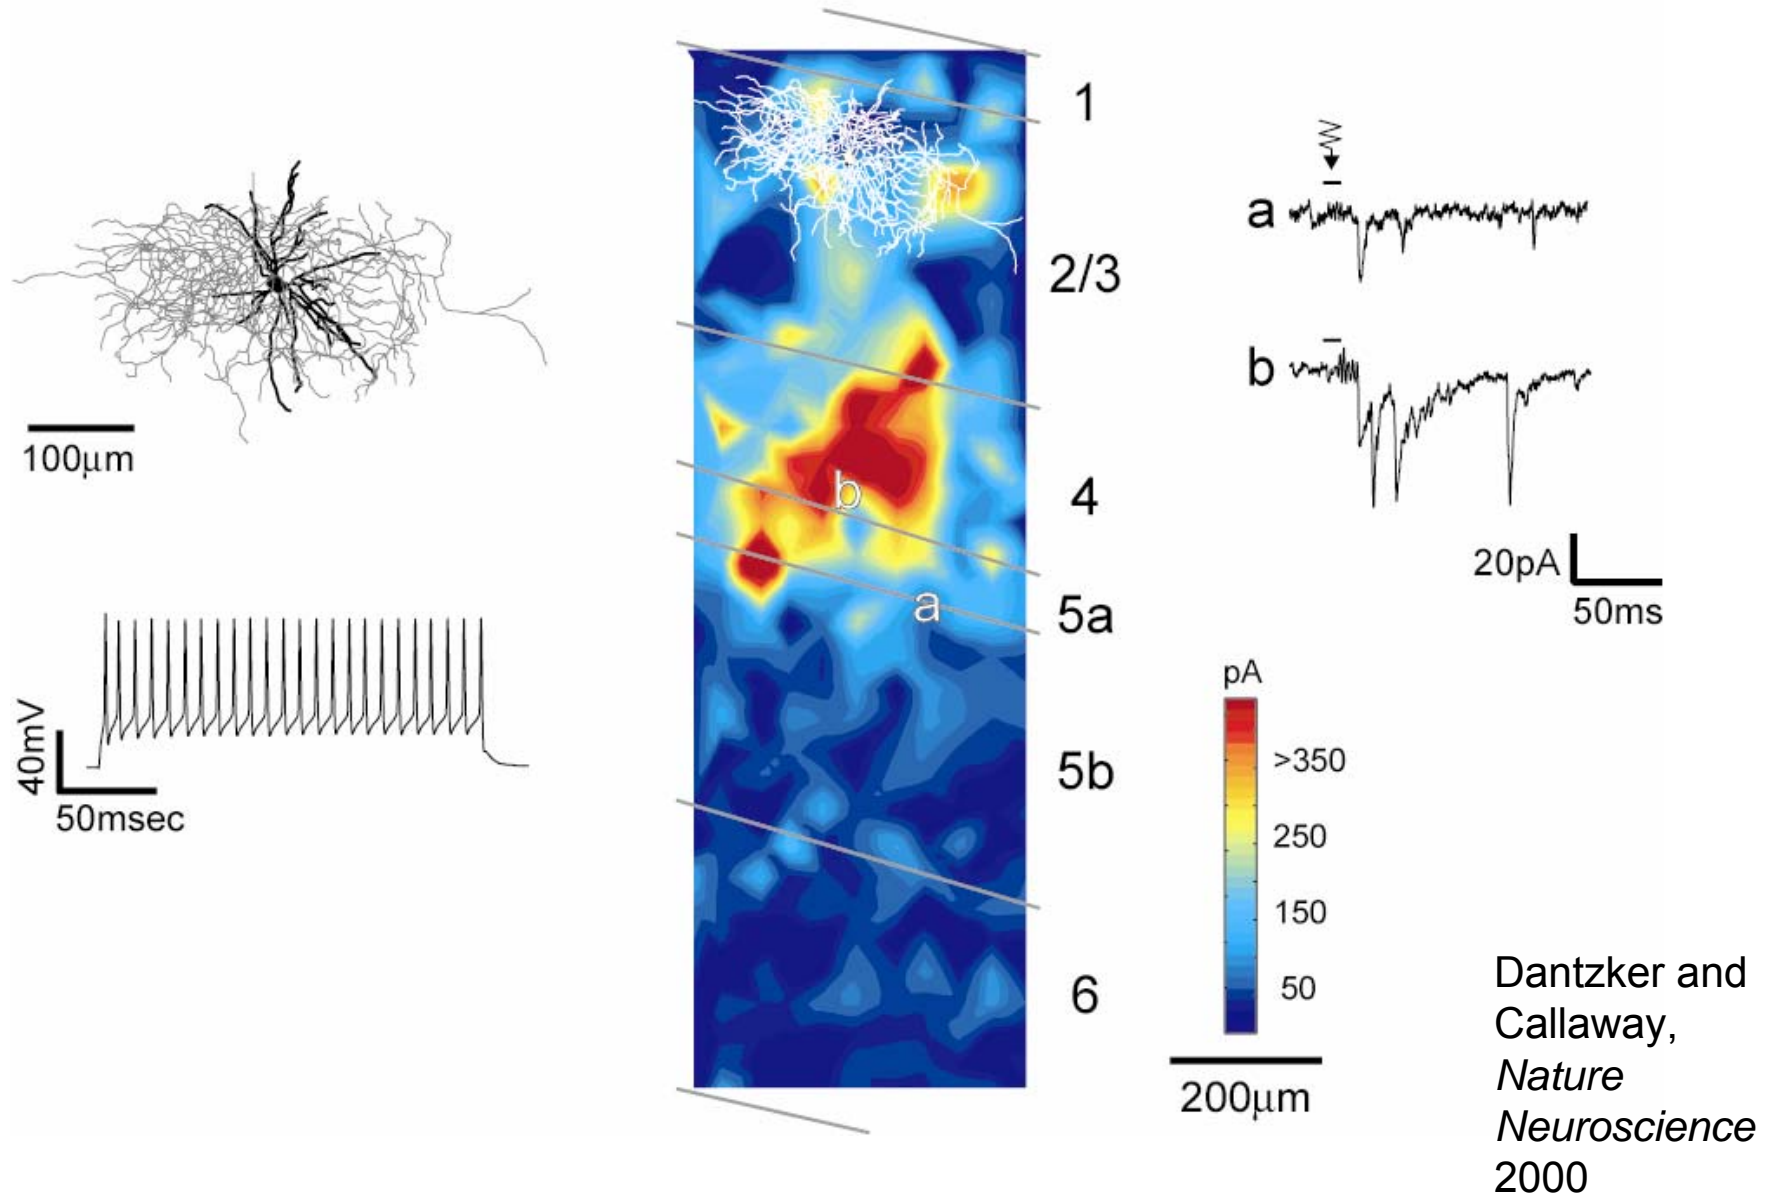 100μm
40mV
50msec
1
2/3
4
5a
5b
6
b
a
a
b
20pA
50ms
pA
>350
250
150
50
200μm
Dantzker and
Callaway,
Nature
Neuroscience
2000